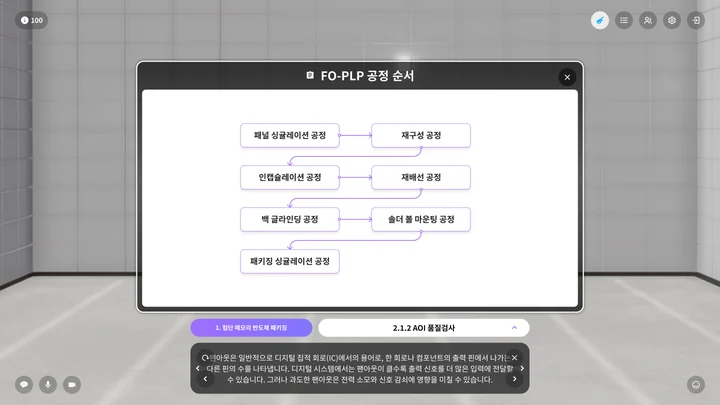 100
FO-PLP 공정 순서
패널 싱귤레이션 공정
재구성 공정
인캡슐레이션 공정
재배선 공정
백 글라인딩 공정
솔더 볼 마운팅 공정
패키징 싱귤레이션 공정
1. 첨단 메모리 반도체 패키징
2.1.2 AOI 품질검사
팬아웃은 일반적으로 디지털 집적 회로(IC)에서의 용어로, 한 회로나 컴포넌트의 출력 핀에서 나가는
다른 핀의 수를 나타냅니다. 디지털 시스템에서는 팬아웃이 클수록 출력 신호를 더 많은 입력에 전달할
수 있습니다. 그러나 과도한 팬아웃은 전력 소모와 신호 감쇠에 영향을 미칠 수 있습니다.